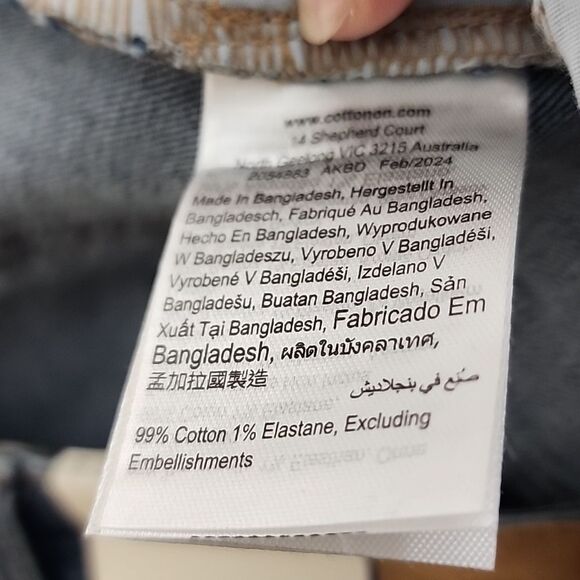 www.cottonon.com
14 Shepherd Court
North Geelong VIC 3215 Australia
AKBD Feb/2024
Made In Bangladesh, Hergestellt In
Bangladesch, Fabriqué Au Bangladesh,
Hecho En Bangladesh, Wyprodukowane
W Bangladeszu, Vyrobeno V Bangladéši,
Vyrobené V Bangladéši, Izdelano V
Bangladešu, Buatan Bangladesh, Sản
Xuất Tại Bangladesh, Fabricado Em
Bangladesh, ผลิตในบังคลาเทศ,
孟加拉國製造 صُنع في بنجلاديش
99% Cotton 1% Elastane, Excluding
Embellishments